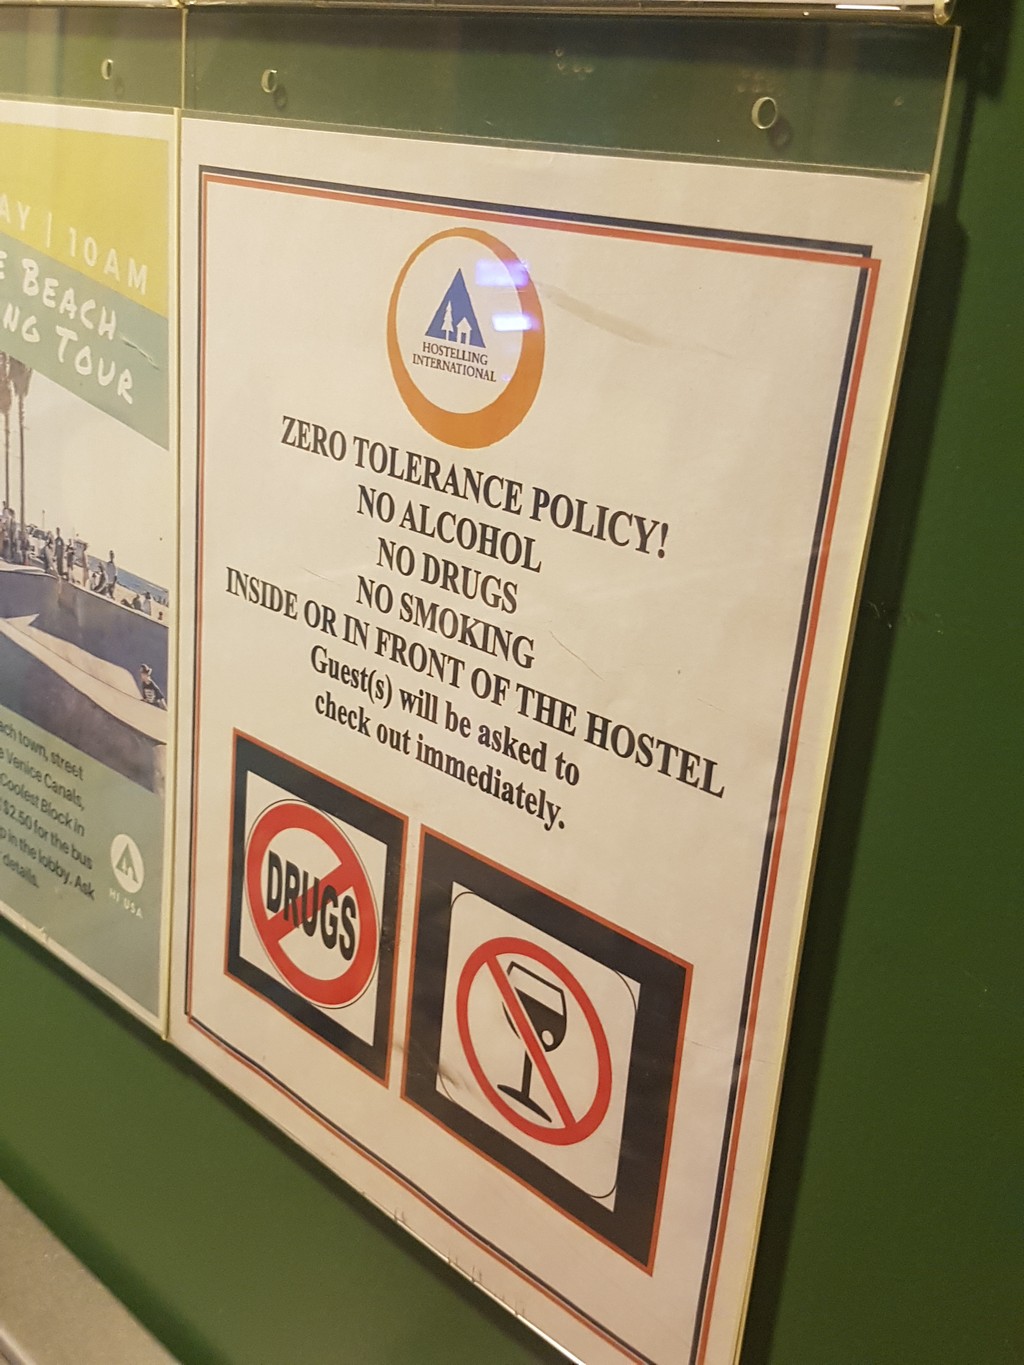 AY | 10AM
BEACH
TOUR
ach town, street
Venice Canals,
Coolest Block in
$2.50 for the bus
in the lobby. Ask
details.
HI USA
HOSTELLING
INTERNATIONAL
ZERO TOLERANCE POLICY!
NO ALCOHOL
NO DRUGS
NO SMOKING
INSIDE OR IN FRONT OF THE HOSTEL
Guest(s) will be asked to
check out immediately.
DRUGS